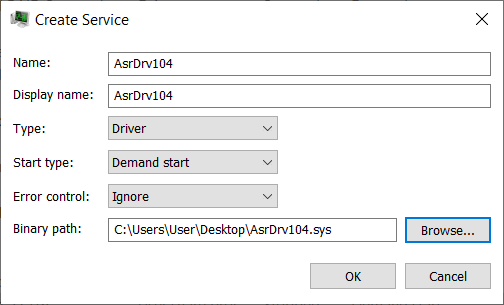 Create Service
Name: AsrDrv104
Display name: AsrDrv104
Type: Driver
Start type: Demand start
Error control: Ignore
Binary path: C:\Users\User\Desktop\AsrDrv104.sys Browse...
OK Cancel